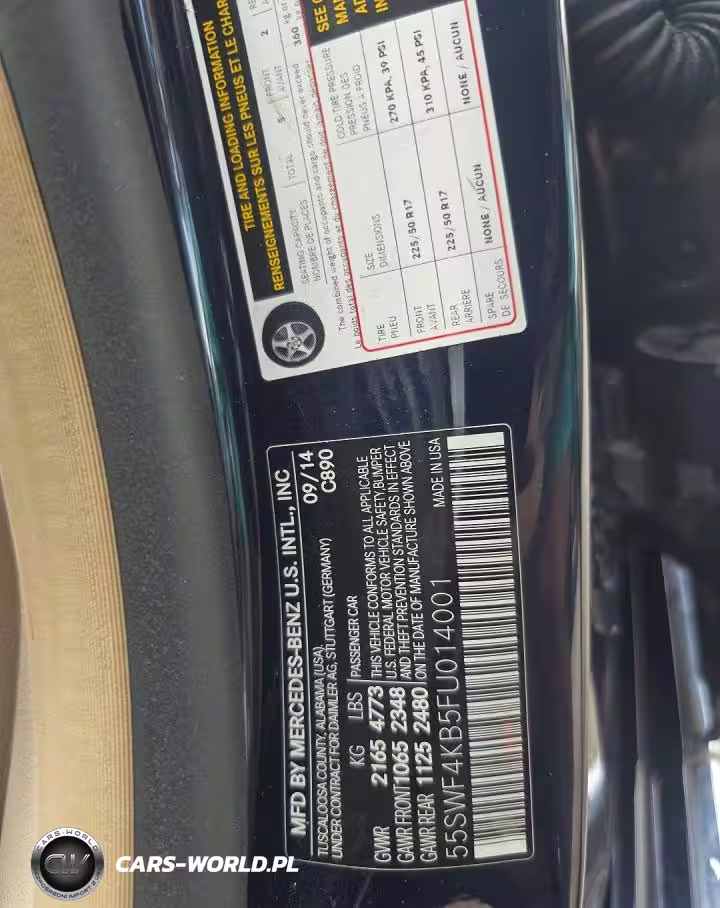 TIRE AND LOADING INFORMATION
RENSEIGNEMENTS SUR LES PNEUS ET LE CHAR
SEATING CAPACITY
NOMBRE DE PLACES
TOTAL 5
FRONT
AVANT 2
The combined weight of occupants and cargo should never exceed 360 kg or
Le poids total des occupants et du chargement ne doit jamais dépasser
TIRE
PNEU
SIZE
DIMENSIONS
COLD TIRE PRESSURE
PRESSION DES
PNEUS À FROID
FRONT
AVANT
225/50 R17
270 KPA, 39 PSI
REAR
ARRIÈRE
225/50 R17
310 KPA, 45 PSI
SPARE
DE SECOURS
NONE / AUCUN
NONE / AUCUN
MFD BY MERCEDES-BENZ U.S. INTL., INC
TUSCALOOSA COUNTY, ALABAMA (USA),
UNDER CONTRACT FOR DAIMLER AG, STUTTGART (GERMANY)
09/14
C890
KG LBS
GVWR 2165 4773
GAWR FRONT 1065 2348
GAWR REAR 1125 2480
PASSENGER CAR
THIS VEHICLE CONFORMS TO ALL APPLICABLE
U.S. FEDERAL MOTOR VEHICLE SAFETY,BUMPER
AND THEFT PREVENTION STANDARDS IN EFFECT
ON THE DATE OF MANUFACTURE SHOWN ABOVE
55SWF4KB5FU014001
MADE IN USA
CARS-WORLD
CW
CARS-WORLD.PL